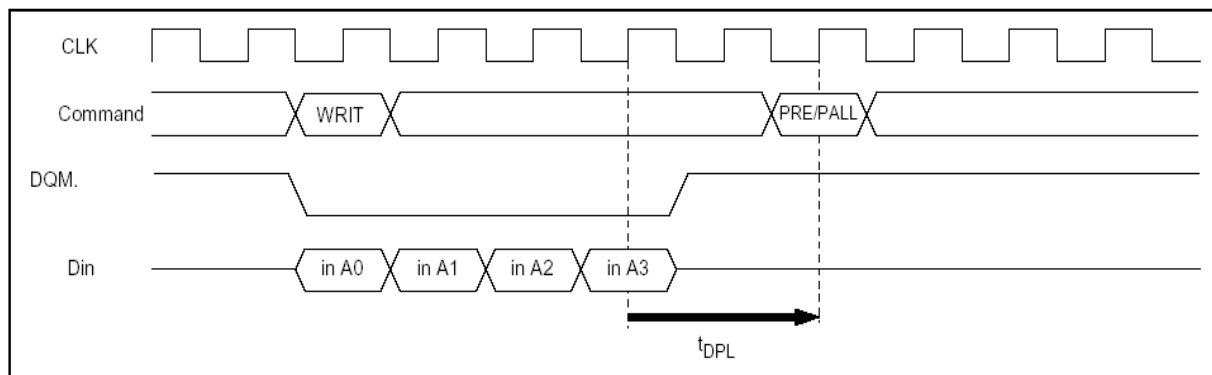 CLK
Command WRIT PRE/PALL
DQM.
Din in A0 in A1 in A2 in A3
tDPL